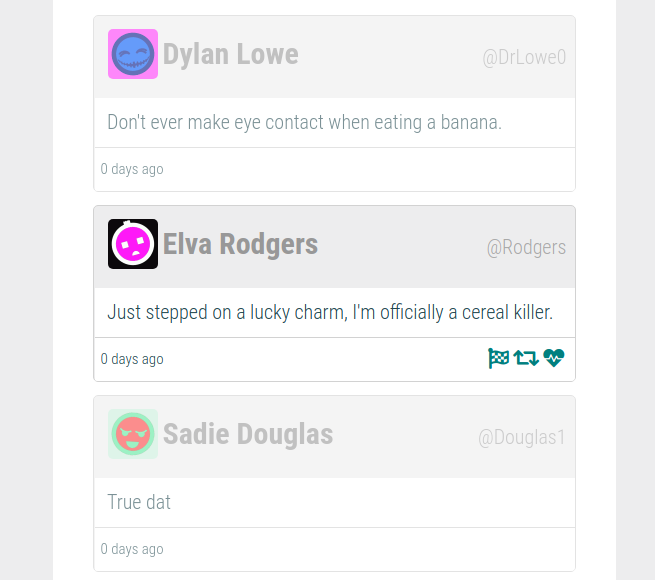 Dylan Lowe @DrLowe0
Don't ever make eye contact when eating a banana.
0 days ago
Elva Rodgers @Rodgers
Just stepped on a lucky charm, I'm officially a cereal killer.
0 days ago
Sadie Douglas @Douglas1
True dat
0 days ago